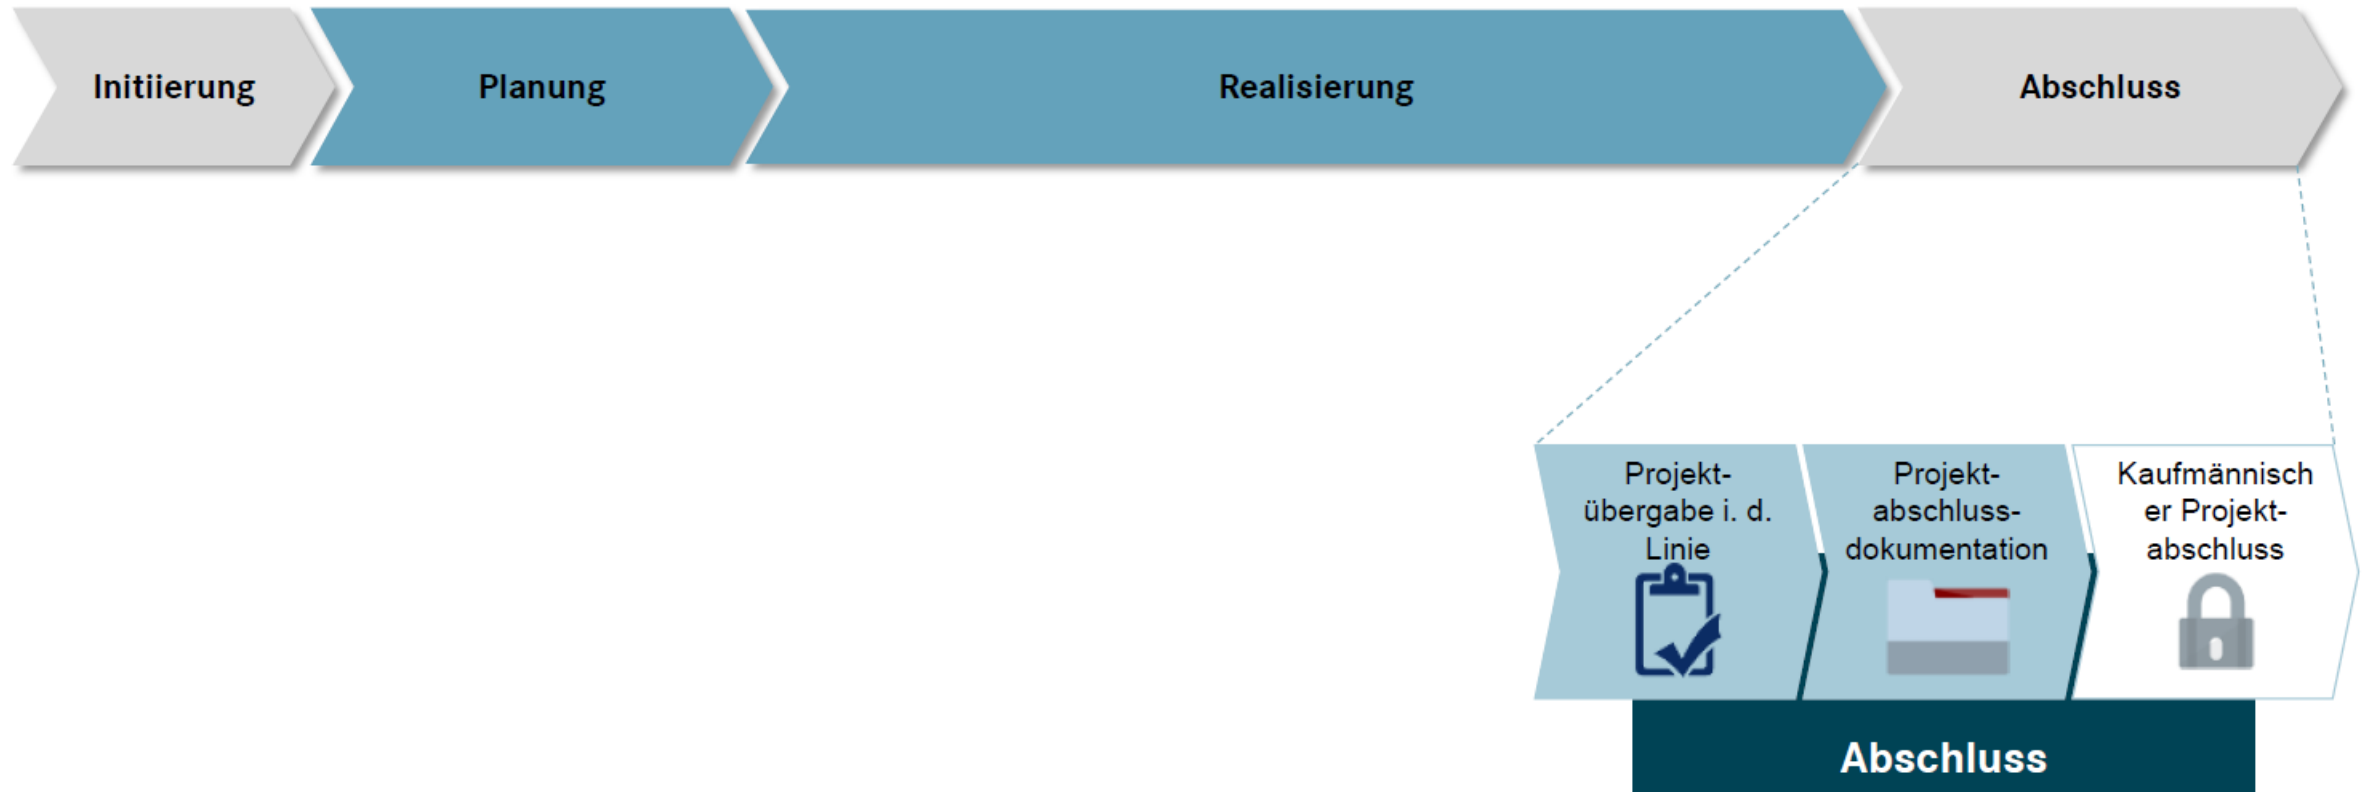 Initiierung
Planung
Realisierung
Abschluss
Projekt-
übergabe i. d.
Linie
Projekt-
abschluss-
dokumentation
Kaufmännisch
er Projekt-
abschluss
Abschluss